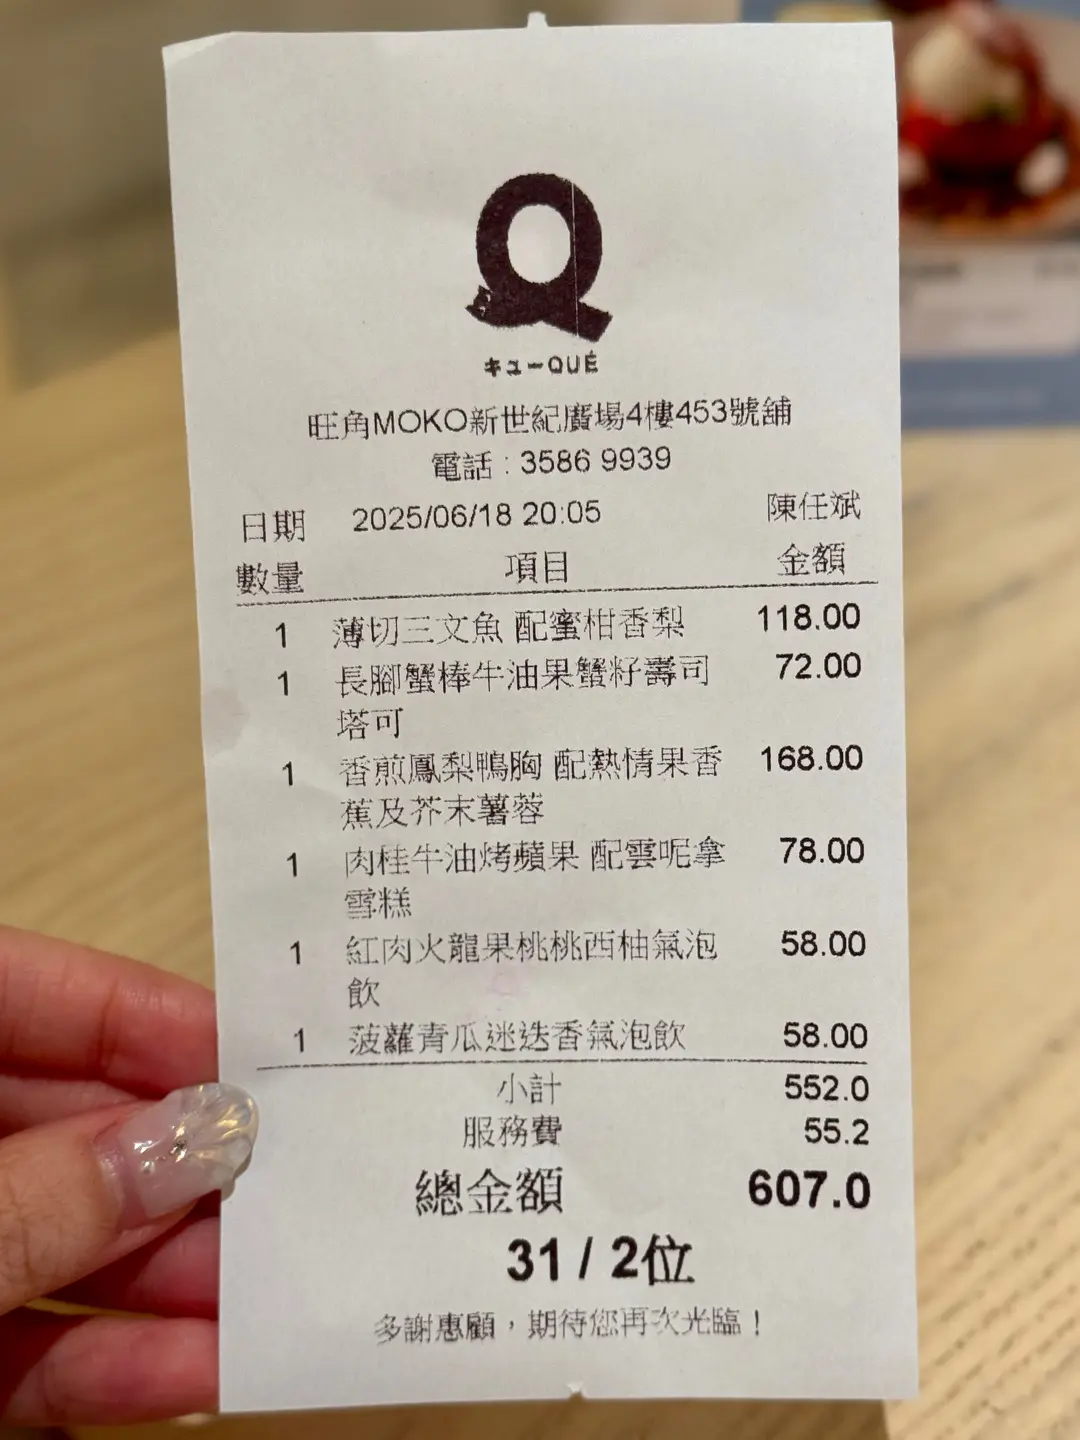 Q
キューQUÉ
旺角MOKO新世紀廣場4樓453號舖
電話：3586 9939
日期 2025/06/18 20:05 陳任斌
數量 項目 金額
1 薄切三文魚 配蜜柑香梨 118.00
1 長腳蟹棒牛油果蟹籽壽司 72.00
塔可
1 香煎鳳梨鴨胸 配熱情果香 168.00
蕉及芥末薯蓉
1 肉桂牛油烤蘋果 配雲呢拿 78.00
雪糕
1 紅肉火龍果桃桃西柚氣泡 58.00
飲
1 菠蘿青瓜迷迭香氣泡飲 58.00
小計 552.0
服務費 55.2
總金額 607.0
31 / 2位
多謝惠顧，期待您再次光臨！